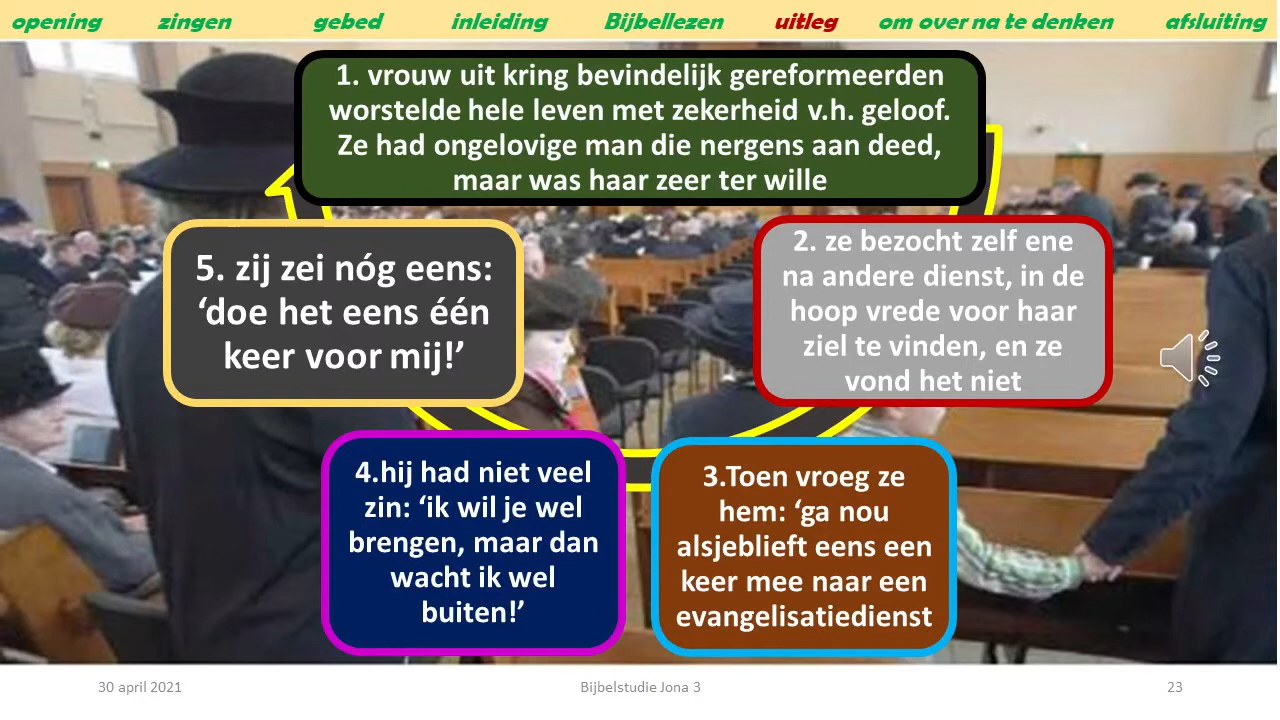 opening zingen gebed inleiding Bijbellezen uitleg om over na te denken afsluiting
1. vrouw uit kring bevindelijk gereformeerden
worstelde hele leven met zekerheid v.h. geloof.
Ze had ongelovige man die nergens aan deed,
maar was haar zeer ter wille
2. ze bezocht zelf ene
na andere dienst, in de
hoop vrede voor haar
ziel te vinden, en ze
vond het niet
3.Toen vroeg ze
hem: ‘ga nou
alsjeblieft eens een
keer mee naar een
evangelisatiedienst
4.hij had niet veel
zin: ‘ik wil je wel
brengen, maar dan
wacht ik wel
buiten!’
5. zij zei nóg eens:
‘doe het eens één
keer voor mij!’
30 april 2021 Bijbelstudie Jona 3 23